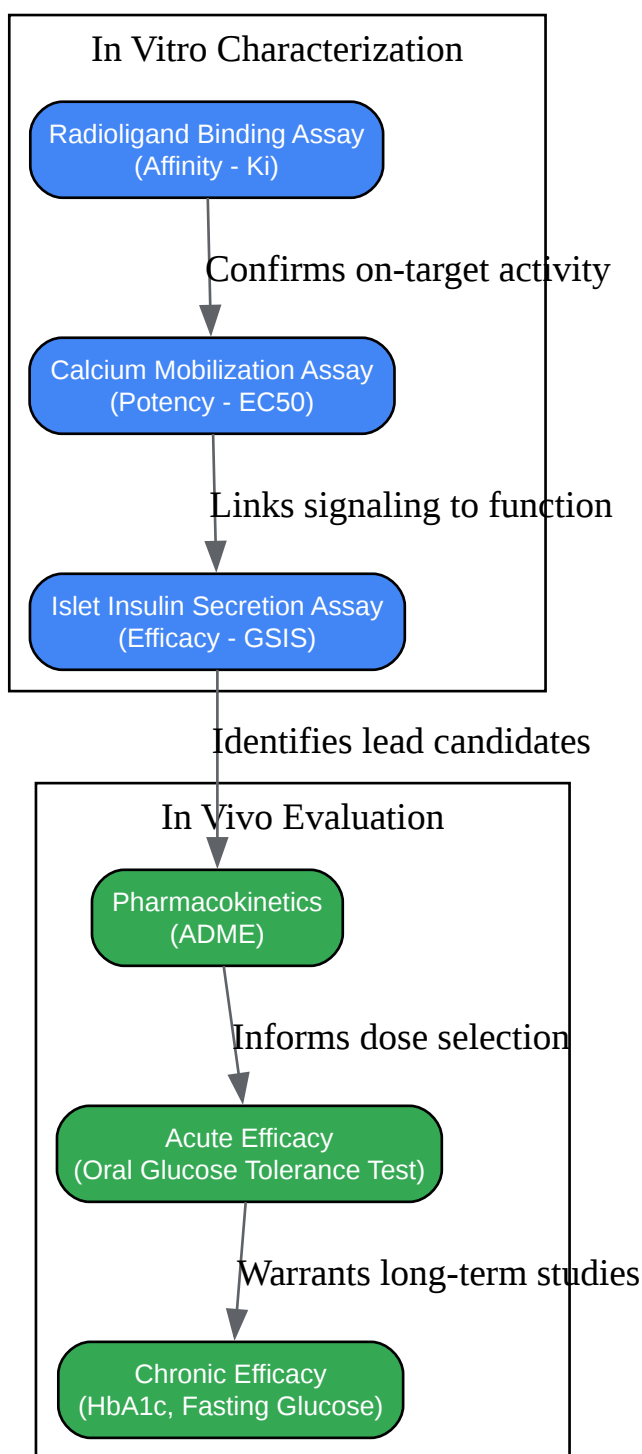 In Vitro Characterization
Radioligand Binding Assay
(Affinity - Ki)
Confirms on-target activity
Calcium Mobilization Assay
(Potency - EC50)
Links signaling to function
Islet Insulin Secretion Assay
(Efficacy - GSIS)
Identifies lead candidates
In Vivo Evaluation
Pharmacokinetics
(ADME)
Informs dose selection
Acute Efficacy
(Oral Glucose Tolerance Test)
Warrants long-term studies
Chronic Efficacy
(HbA1c, Fasting Glucose)